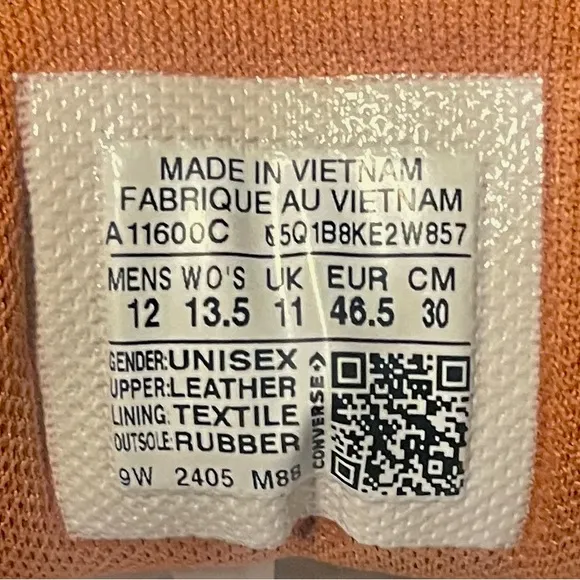 MADE IN VIETNAM
FABRIQUE AU VIETNAM
A11600C 5Q1B8KE2W857
MENS WO'S UK EUR CM
12 13.5 11 46.5 30
GENDER:UNISEX
UPPER:LEATHER
LINING:TEXTILE
OUTSOLE:RUBBER
9W 2405 M88
CONVERSE